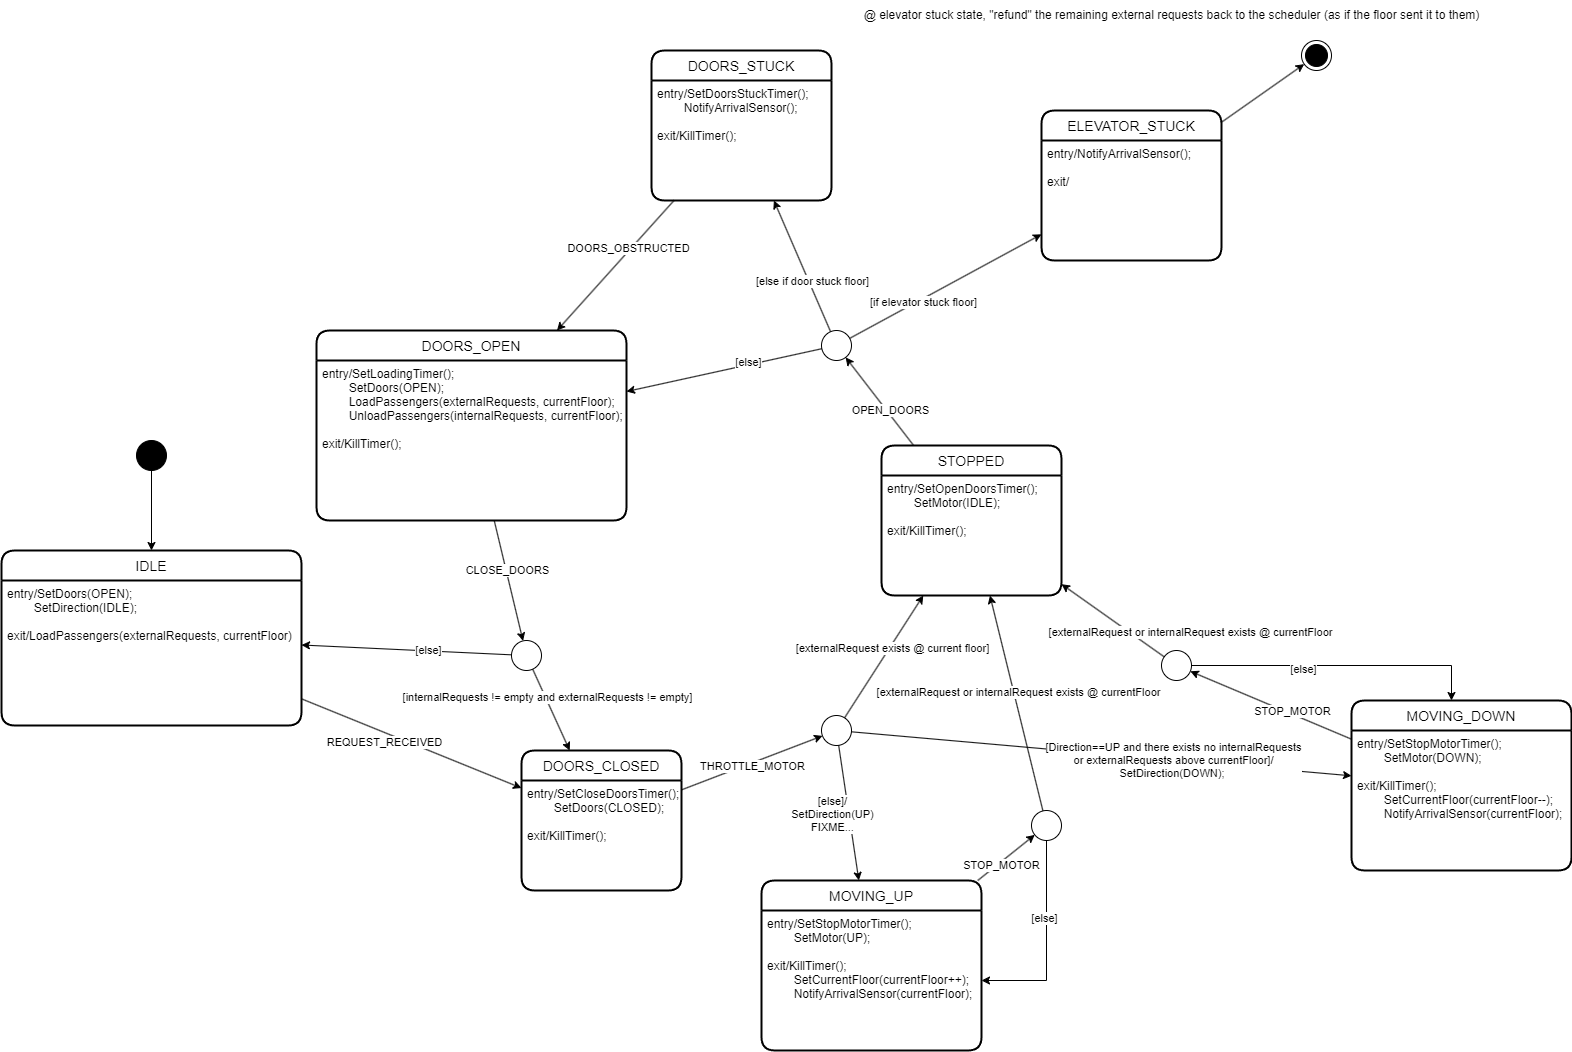 @ elevator stuck state, "refund" the remaining external requests back to the scheduler (as if the floor sent it to them)
DOORS_STUCK
entry/SetDoorsStuckTimer();
NotifyArrivalSensor();
exit/KillTimer();
ELEVATOR_STUCK
entry/NotifyArrivalSensor();
exit/
DOORS_OBSTRUCTED
[else if door stuck floor]
[if elevator stuck floor]
[else]
DOORS_OPEN
entry/SetLoadingTimer();
SetDoors(OPEN);
LoadPassengers(externalRequests, currentFloor);
UnloadPassengers(internalRequests, currentFloor);
exit/KillTimer();
OPEN_DOORS
STOPPED
entry/SetOpenDoorsTimer();
SetMotor(IDLE);
exit/KillTimer();
CLOSE_DOORS
IDLE
entry/SetDoors(OPEN);
SetDirection(IDLE);
exit/LoadPassengers(externalRequests, currentFloor)
[else]
[internalRequests != empty and externalRequests != empty]
REQUEST_RECEIVED
DOORS_CLOSED
entry/SetCloseDoorsTimer();
SetDoors(CLOSED);
exit/KillTimer();
THROTTLE_MOTOR
[externalRequest exists @ current floor]
[externalRequest or internalRequest exists @ currentFloor
[externalRequest or internalRequest exists @ currentFloor
[else]
STOP_MOTOR
[Direction==UP and there exists no internalRequests
or externalRequests above currentFloor]/
SetDirection(DOWN);
MOVING_DOWN
entry/SetStopMotorTimer();
SetMotor(DOWN);
exit/KillTimer();
SetCurrentFloor(currentFloor--);
NotifyArrivalSensor(currentFloor);
[else]/
SetDirection(UP)
FIXME...
STOP_MOTOR
[else]
MOVING_UP
entry/SetStopMotorTimer();
SetMotor(UP);
exit/KillTimer();
SetCurrentFloor(currentFloor++);
NotifyArrivalSensor(currentFloor);